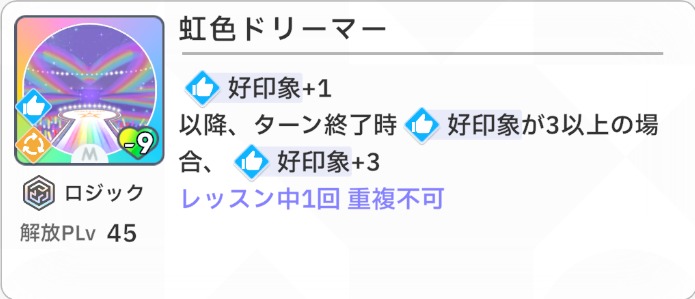 虹色ドリーマー
好印象+1
以降、ターン終了時 好印象が3以上の場
合、 好印象+3
レッスン中1回 重複不可
-9
M
ロジック
解放PLv 45